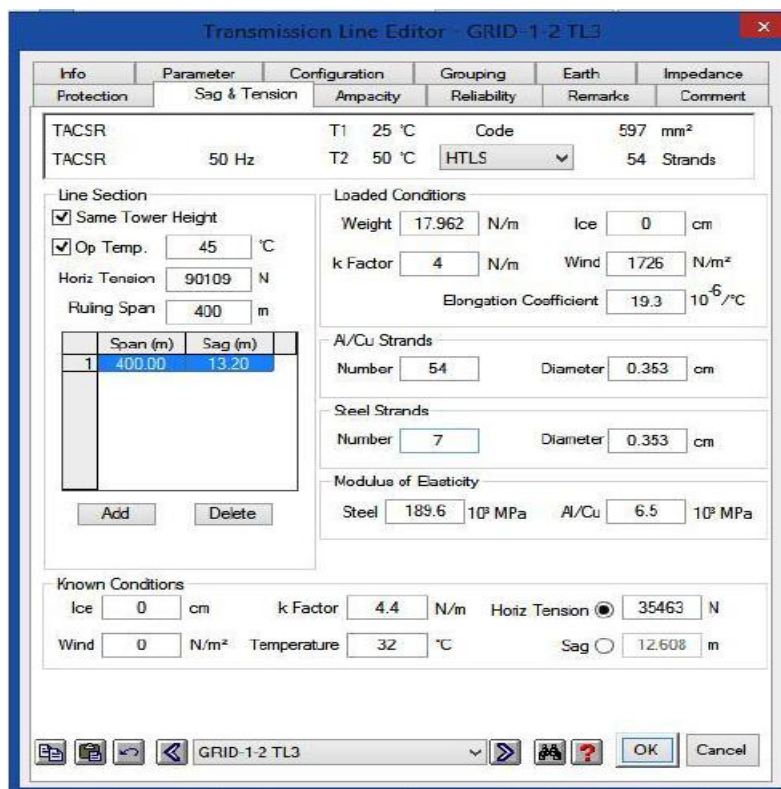 Transmission Line Editor - GRID-1-2 TL3
Info Parameter Configuration Grouping Earth Impedance
Protection Sag & Tension Ampacity Reliability Remarks Comment
TACSR T1 25 °C Code 597 mm²
TACSR 50 Hz T2 50 °C HTLS 54 Strands
Line Section
Same Tower Height
Op Temp. 45 °C
Horiz Tension 90109 N
Ruling Span 400 m
Span (m) Sag (m)
1 400.00 13.20
Add Delete
Loaded Conditions
Weight 17.962 N/m Ice 0 cm
k Factor 4 N/m Wind 1726 N/m²
Elongation Coefficient 19.3 10⁻⁶/°C
Al/Cu Strands
Number 54 Diameter 0.353 cm
Steel Strands
Number 7 Diameter 0.353 cm
Modulus of Elasticity
Steel 189.6 10³ MPa Al/Cu 6.5 10³ MPa
Known Conditions
Ice 0 cm k Factor 4.4 N/m Horiz Tension 35463 N
Wind 0 N/m² Temperature 32 °C Sag 12.608 m
GRID-1-2 TL3 OK Cancel